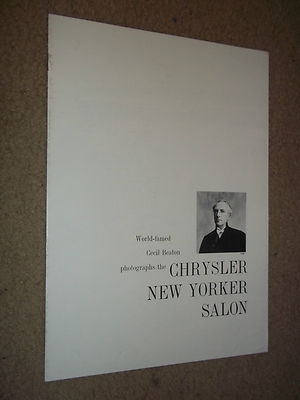 World-famed
Cecil Beaton
photographs the CHRYSLER
NEW YORKER
SALON